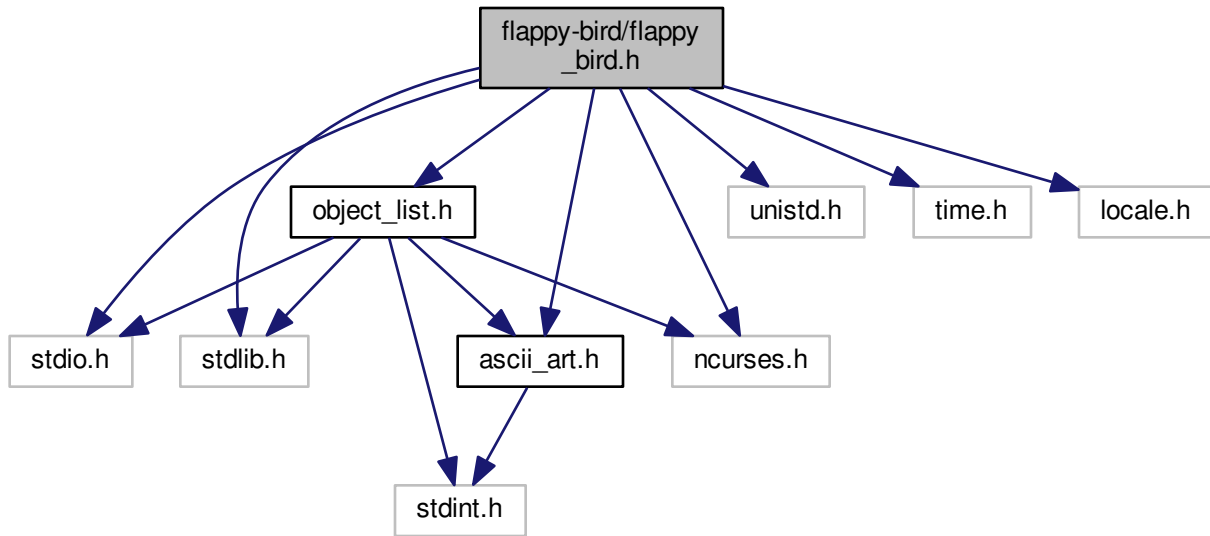 flappy-bird/flappy
_bird.h
object_list.h
unistd.h
time.h
locale.h
stdio.h
stdlib.h
ascii_art.h
ncurses.h
stdint.h